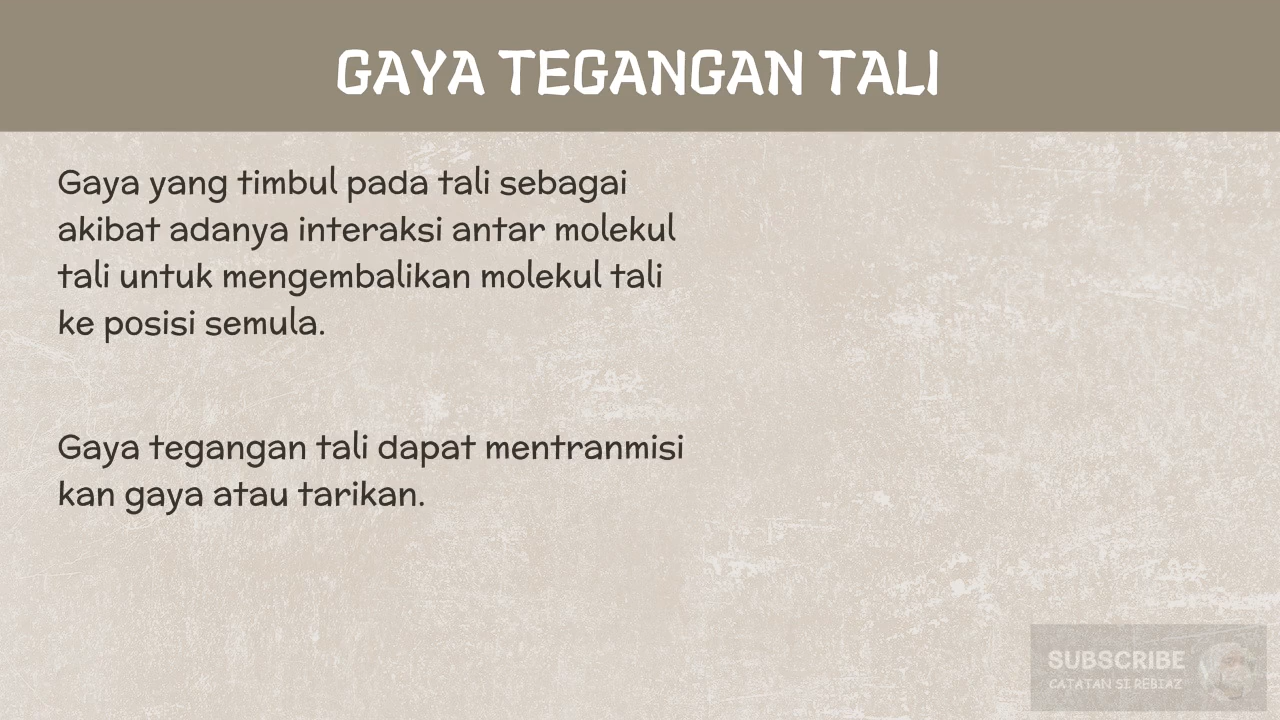 GAYA TEGANGAN TALI
Gaya yang timbul pada tali sebagai
akibat adanya interaksi antar molekul
tali untuk mengembalikan molekul tali
ke posisi semula.
Gaya tegangan tali dapat mentranmisi
kan gaya atau tarikan.
SUBSCRIBE
CATATAN SI REBIAZ